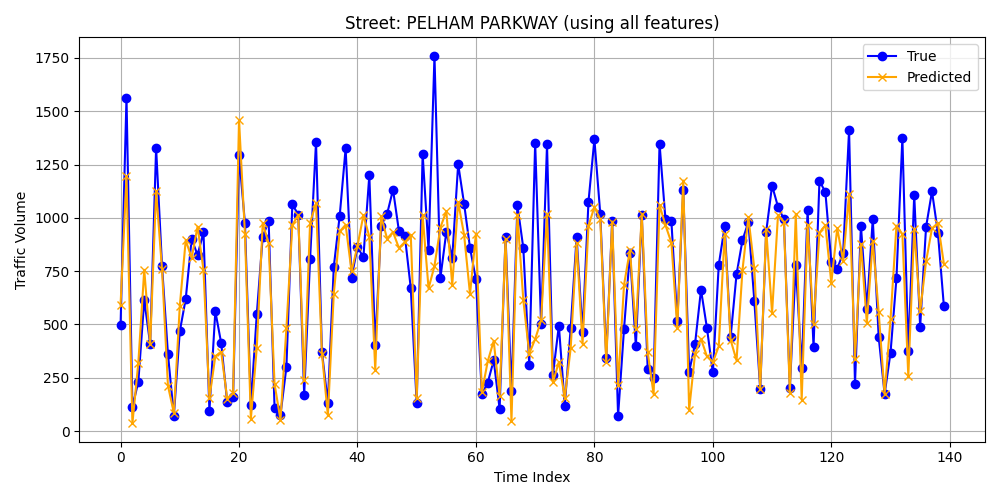 Street: PELHAM PARKWAY (using all features)
True
Predicted
Traffic Volume
1750
1500
1250
1000
750
500
250
0
0 20 40 60 80 100 120 140
Time Index